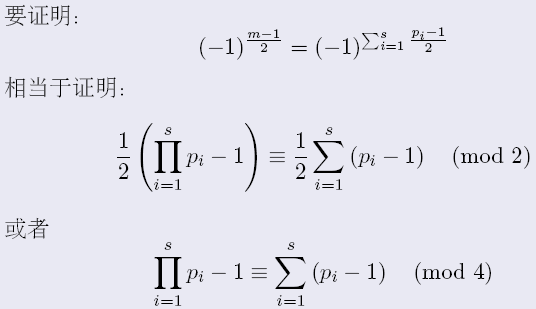 要证明:
$(-1)^{\frac{m-1}{2}} = (-1)^{\sum_{i=1}^{s} \frac{p_i-1}{2}}$
相当于证明:
$\frac{1}{2}\left(\prod_{i=1}^{s} p_i - 1\right) \equiv \frac{1}{2}\sum_{i=1}^{s} (p_i - 1) \pmod{2}$
或者
$\prod_{i=1}^{s} p_i - 1 \equiv \sum_{i=1}^{s} (p_i - 1) \pmod{4}$